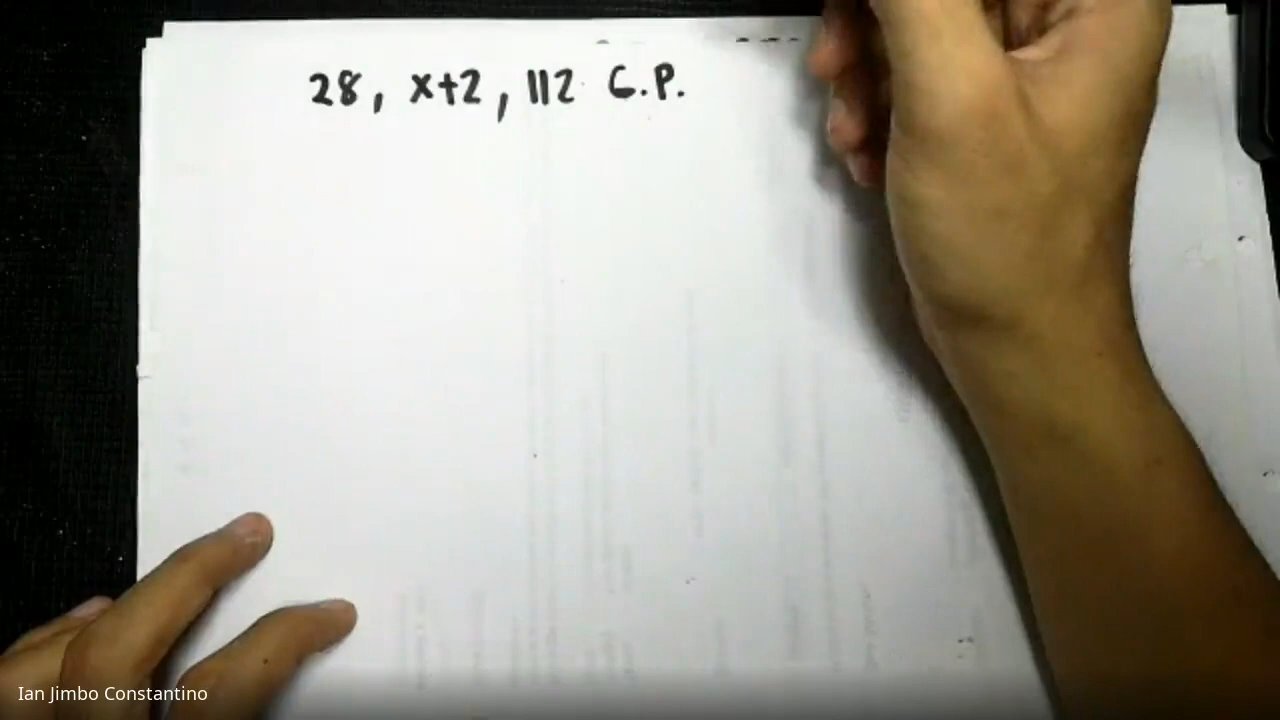 28, x+2, 112 G.P.
Ian Jimbo Constantino